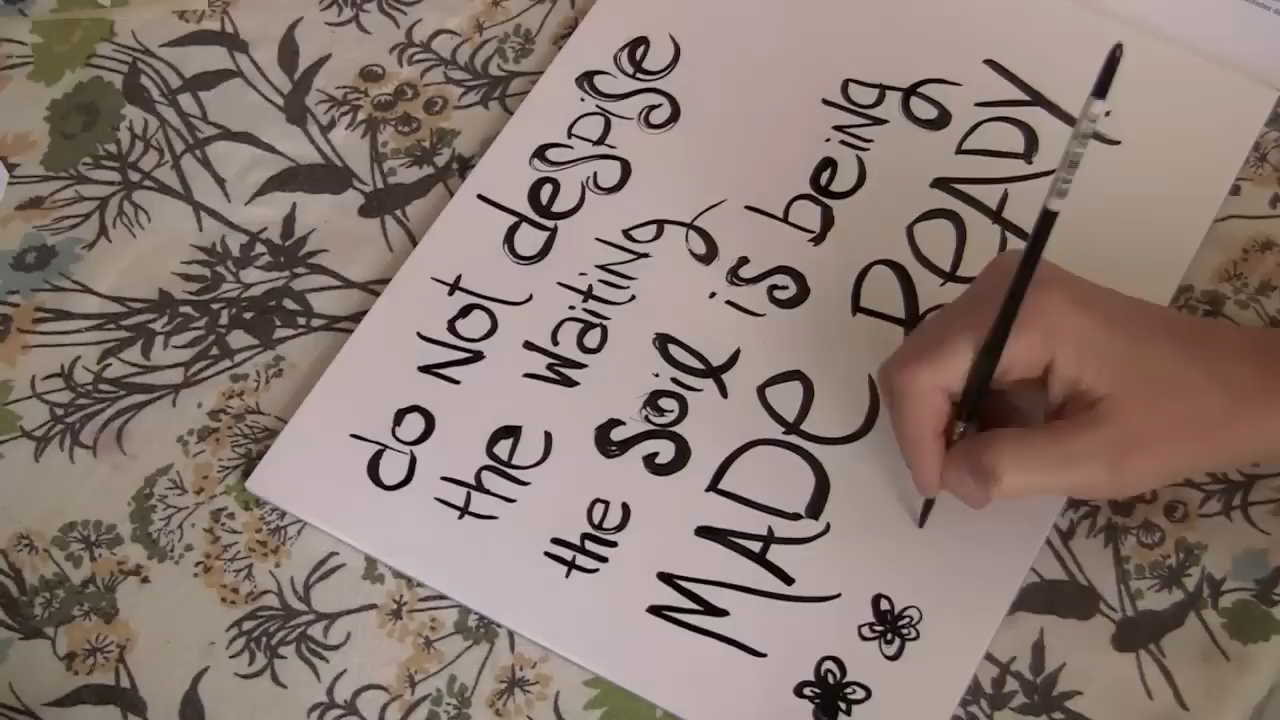 do Not despise
the Waiting
the Soil is being
MADe ReADy